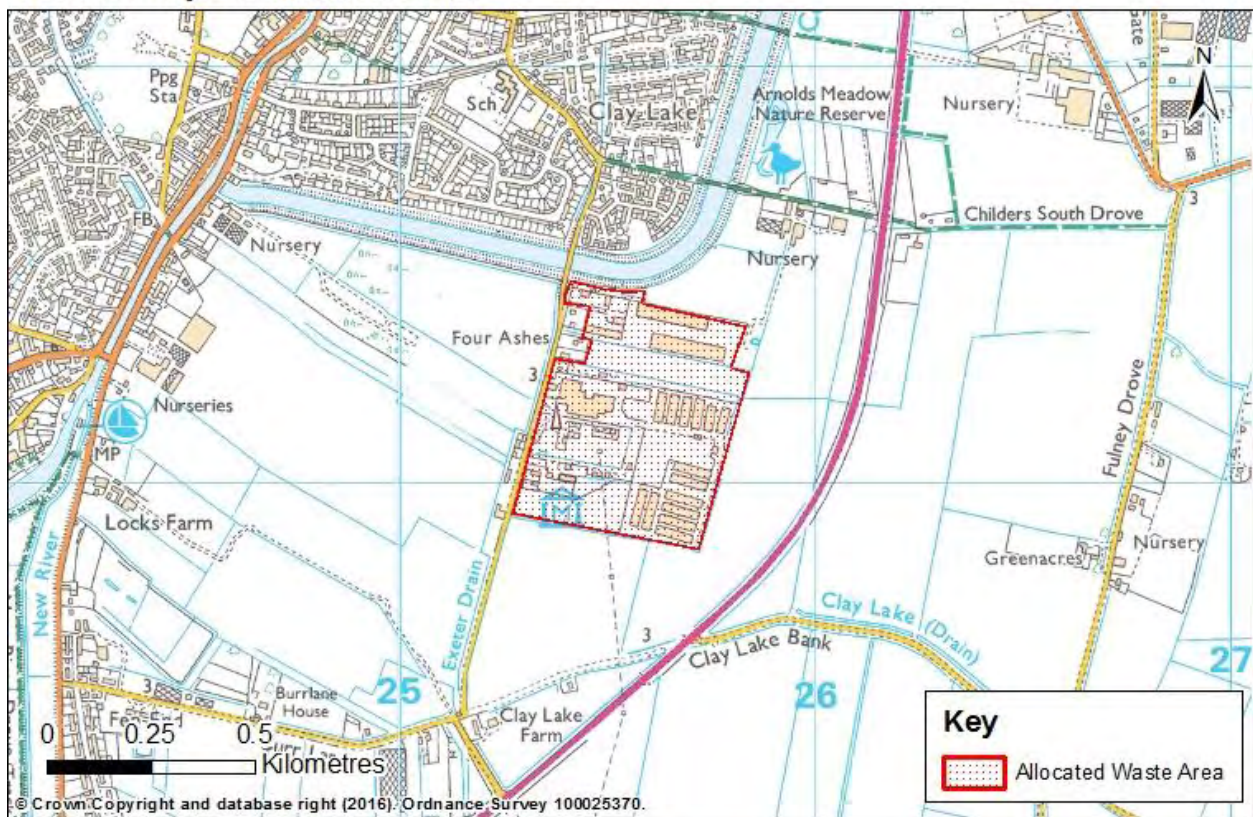 Ppg
Sta
Sch
Clay Lake
Arnolds Meadow
Nature Reserve
Nursery
N
Childers South Drove
3
FB
Nursery
Nursery
Four Ashes
3
Nurseries
MP
Locks Farm
New River
Exeter Drain
Fulney Drove
Greenacres
Nursery
Clay Lake (Drain)
3
Clay Lake Bank
25
26
27
3
Burrlane
House
Clay Lake
Farm
0 0.25 0.5
Kilometres
Key
Allocated Waste Area
© Crown Copyright and database right (2016). Ordnance Survey 100025370.